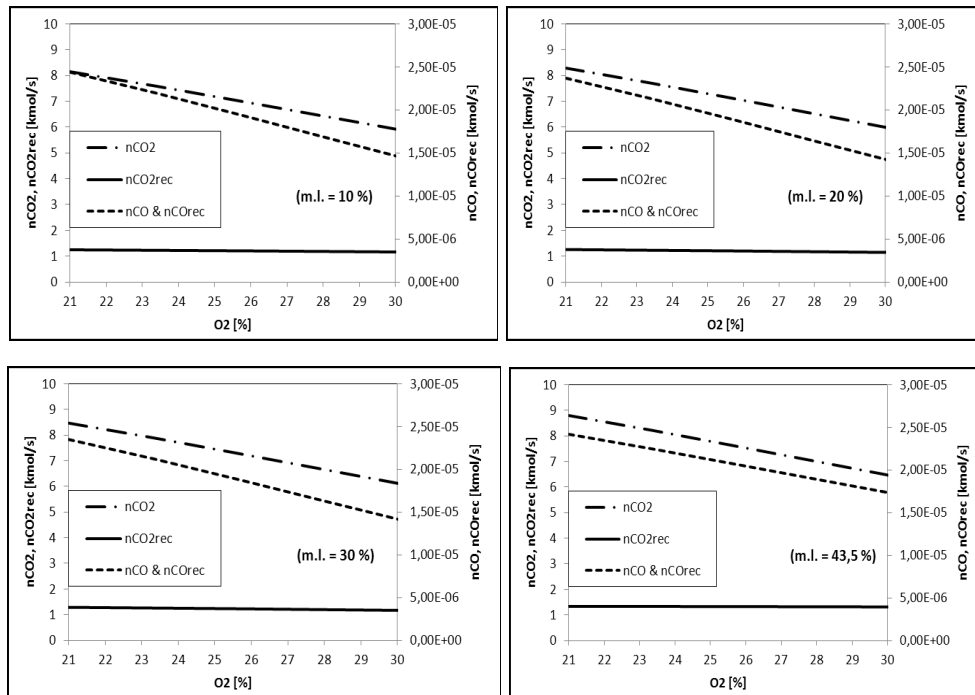 nCO2, nCO2rec [kmol/s]
10
9
8
7
6
5
4
3
2
1
0
nCO2
nCO2rec
nCO & nCOrec
(m.l. = 10 %)
3,00E-05
2,50E-05
2,00E-05
1,50E-05
1,00E-05
5,00E-06
0,00E+00
nCO, nCOrec [kmol/s]
21 22 23 24 25 26 27 28 29 30
O2 [%]
nCO2, nCO2rec [kmol/s]
10
9
8
7
6
5
4
3
2
1
0
nCO2
nCO2rec
nCO & nCOrec
(m.l. = 20 %)
3,00E-05
2,50E-05
2,00E-05
1,50E-05
1,00E-05
5,00E-06
0,00E+00
nCO, nCOrec [kmol/s]
21 22 23 24 25 26 27 28 29 30
O2 [%]
nCO2, nCO2rec [kmol/s]
10
9
8
7
6
5
4
3
2
1
0
nCO2
nCO2rec
nCO & nCOrec
(m.l. = 30 %)
3,00E-05
2,50E-05
2,00E-05
1,50E-05
1,00E-05
5,00E-06
0,00E+00
nCO, nCOrec [kmol/s]
21 22 23 24 25 26 27 28 29 30
O2 [%]
nCO2, nCO2rec [kmol/s]
10
9
8
7
6
5
4
3
2
1
0
nCO2
nCO2rec
nCO & nCOrec
(m.l. = 43,5 %)
3,00E-05
2,50E-05
2,00E-05
1,50E-05
1,00E-05
5,00E-06
0,00E+00
nCO, nCOrec [kmol/s]
21 22 23 24 25 26 27 28 29 30
O2 [%]